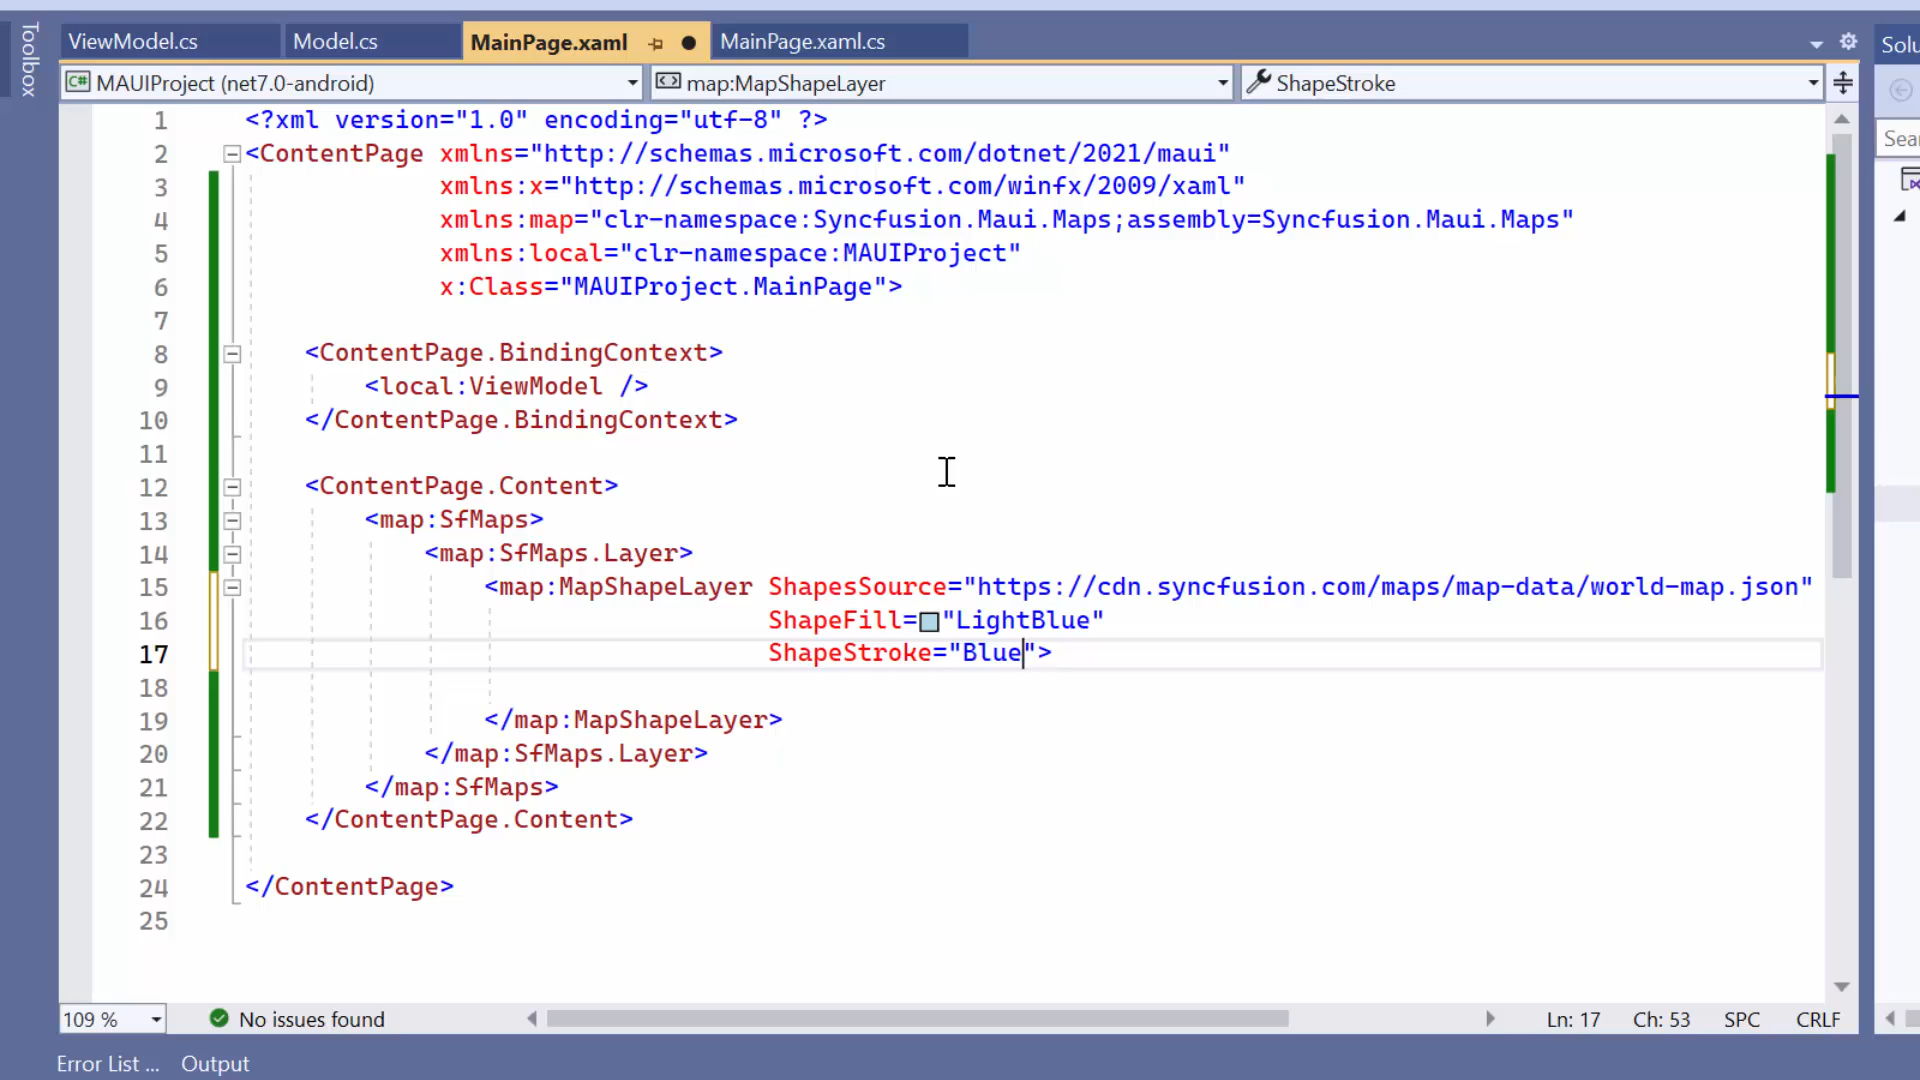 Toolbox
ViewModel.cs Model.cs MainPage.xaml MainPage.xaml.cs
MAUIProject (net7.0-android) map:MapShapeLayer ShapeStroke
1 <?xml version="1.0" encoding="utf-8" ?>
2 <ContentPage xmlns="http://schemas.microsoft.com/dotnet/2021/maui"
3 xmlns:x="http://schemas.microsoft.com/winfx/2009/xaml"
4 xmlns:map="clr-namespace:Syncfusion.Maui.Maps;assembly=Syncfusion.Maui.Maps"
5 xmlns:local="clr-namespace:MAUIProject"
6 x:Class="MAUIProject.MainPage">
7
8 <ContentPage.BindingContext>
9 <local:ViewModel />
10 </ContentPage.BindingContext>
11
12 <ContentPage.Content>
13 <map:SfMaps>
14 <map:SfMaps.Layer>
15 <map:MapShapeLayer ShapesSource="https://cdn.syncfusion.com/maps/map-data/world-map.json"
16 ShapeFill="LightBlue"
17 ShapeStroke="Blue">
18
19 </map:MapShapeLayer>
20 </map:SfMaps.Layer>
21 </map:SfMaps>
22 </ContentPage.Content>
23
24 </ContentPage>
25
109 % No issues found Ln: 17 Ch: 53 SPC CRLF
Error List ... Output
Solu
Sear